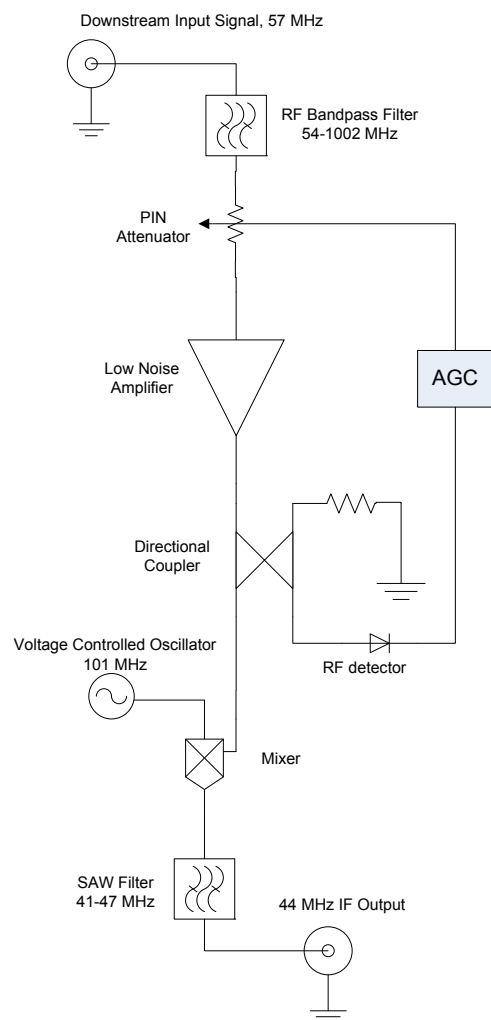 Downstream Input Signal, 57 MHz
RF Bandpass Filter
54-1002 MHz
PIN
Attenuator
Low Noise
Amplifier
AGC
Directional
Coupler
Voltage Controlled Oscillator
101 MHz
RF detector
Mixer
SAW Filter
41-47 MHz
44 MHz IF Output